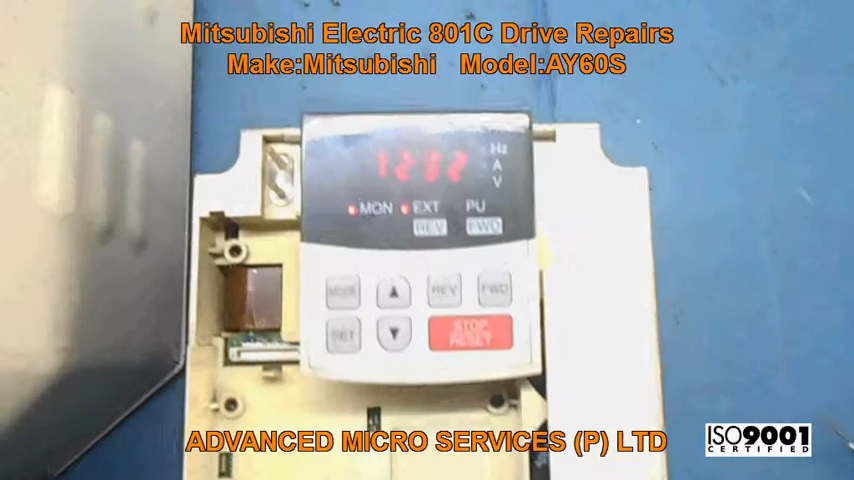 Mitsubishi Electric 801C Drive Repairs
Make:Mitsubishi Model:AY60S
Hz
A
V
MON EXT PU
REV FWD
MODE REV FWD
SET STOP
RESET
ADVANCED MICRO SERVICES (P) LTD
ISO9001
CERTIFIED